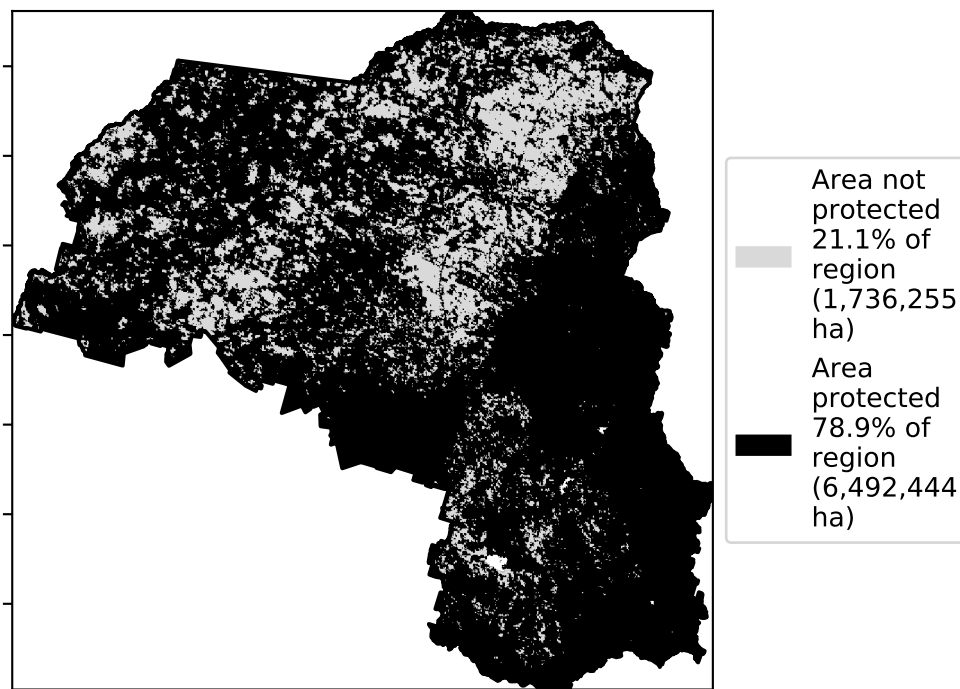 Area not
protected
21.1% of
region
(1,736,255
ha)
Area
protected
78.9% of
region
(6,492,444
ha)